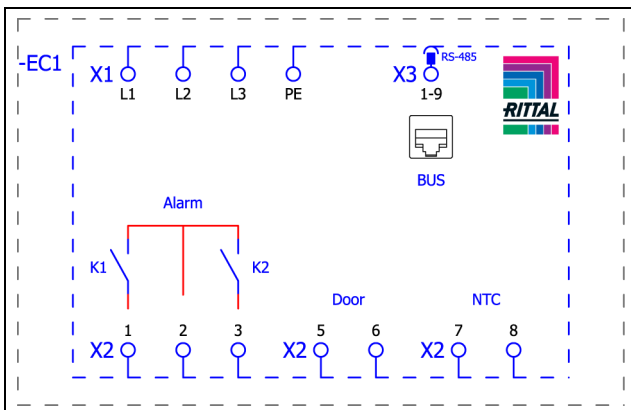 -EC1
X1
L1 L2 L3 PE
X3
RS-485
1-9
RITTAL
BUS
Alarm
K1 K2
Door NTC
1 2 3 5 6 7 8
X2 X2 X2